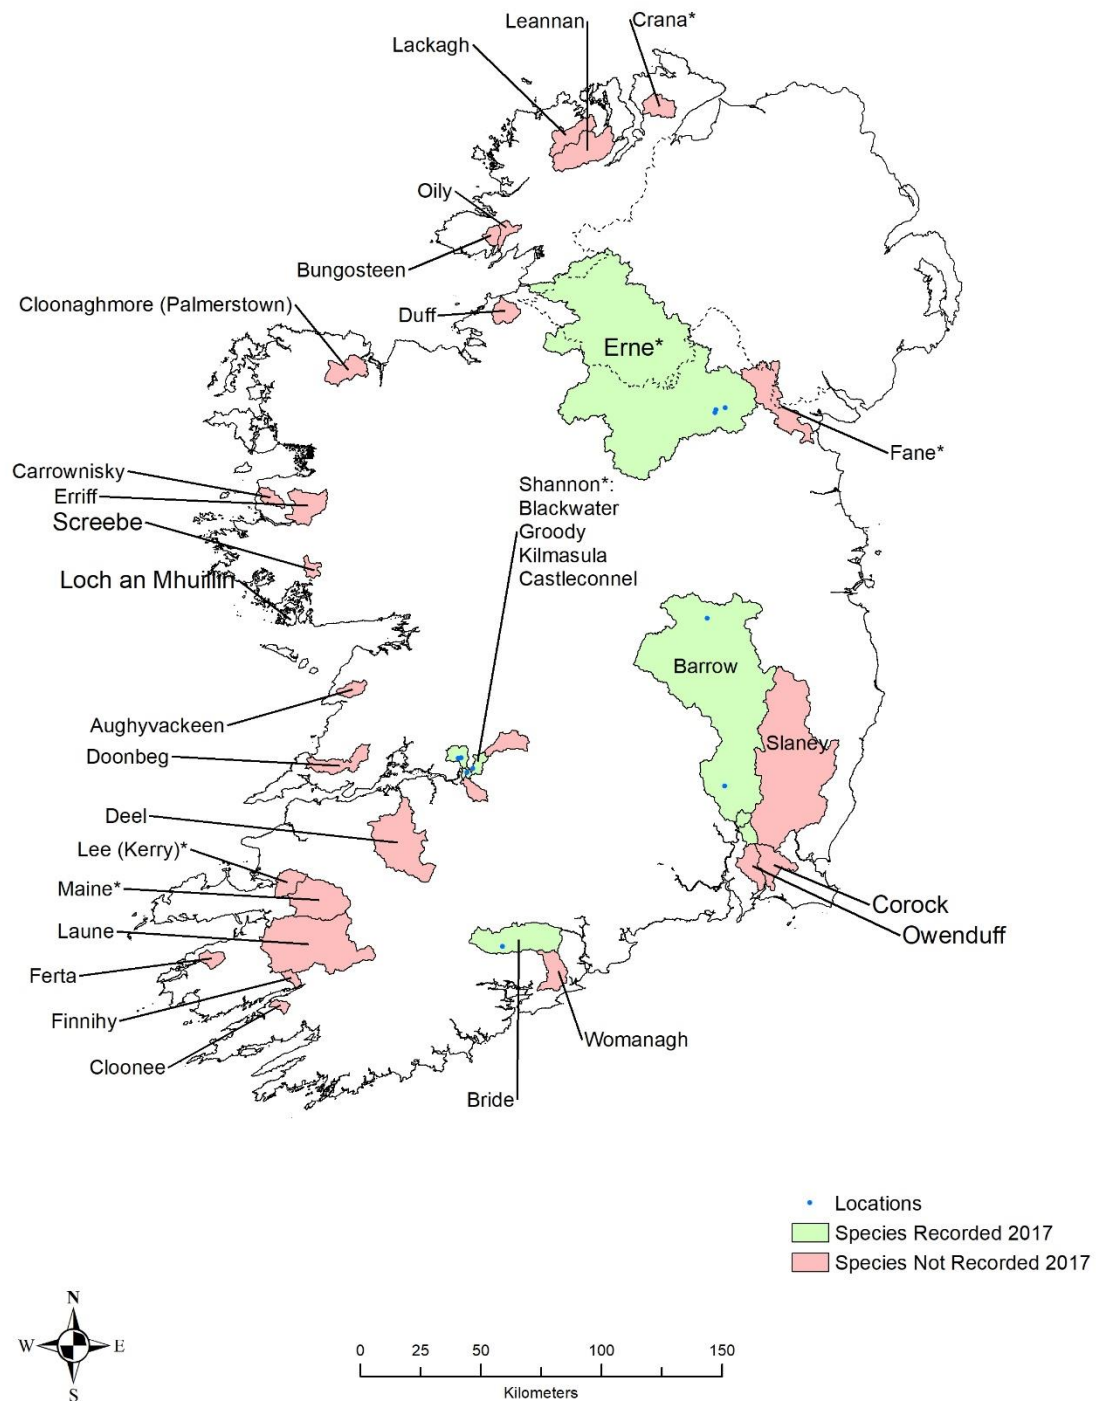 Leannan
Crana*
Lackagh
Oily
Bungosteen
Cloonaghmore (Palmerstown)
Duff
Erne*
Fane*
Carrownisky
Erriff
Screebe
Loch an Mhuillin
Shannon*:
Blackwater
Groody
Kilmasula
Castleconnel
Barrow
Aughyvackeen
Slaney
Doonbeg
Deel
Lee (Kerry)*
Maine*
Corock
Laune
Owenduff
Ferta
Finnihy
Womanagh
Cloonee
Bride
Locations
Species Recorded 2017
Species Not Recorded 2017
N
W E
S
0 25 50 100 150
Kilometers